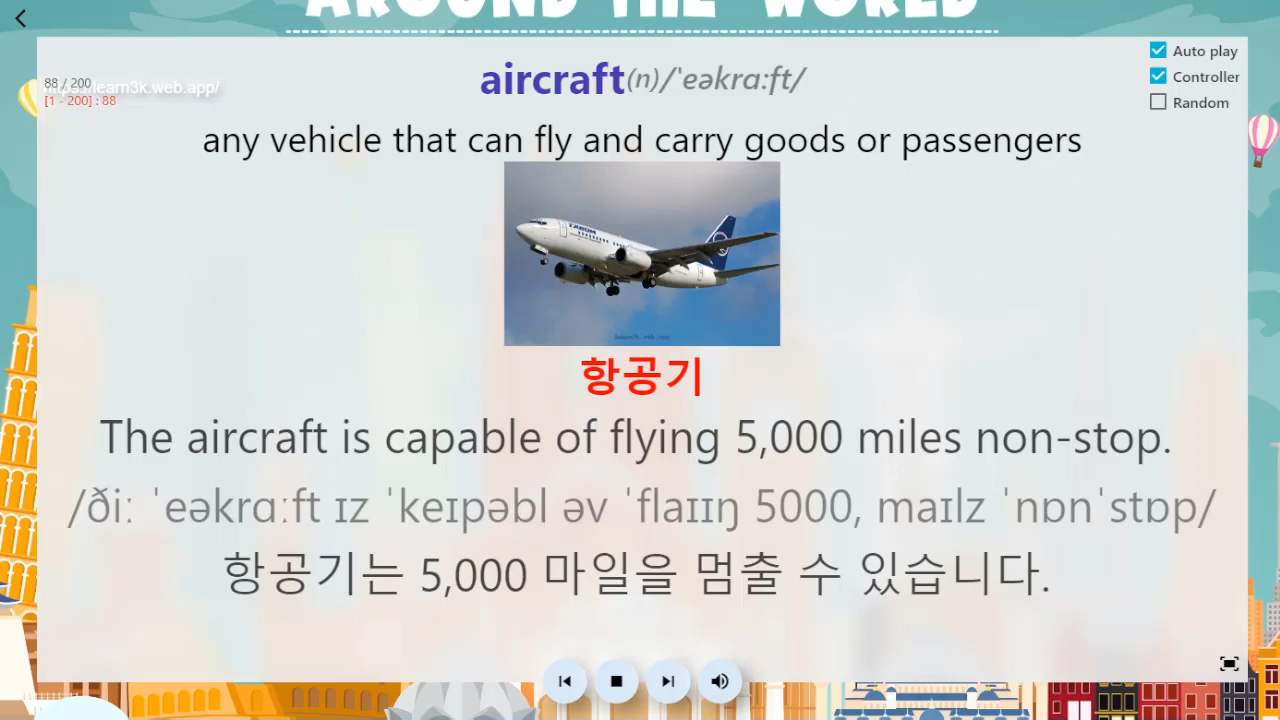 AROUND THE WORLD
88 / 200
https://learn3k.web.app/
[1 - 200] : 88
aircraft(n)/ˈeəkrɑːft/
Auto play
Controller
Random
any vehicle that can fly and carry goods or passengers
TAROM
항공기
The aircraft is capable of flying 5,000 miles non-stop.
/ðiː ˈeəkrɑːft ɪz ˈkeɪpəbl əv ˈflaɪɪŋ 5000, maɪlz ˈnɒnˈstɒp/
항공기는 5,000 마일을 멈출 수 있습니다.